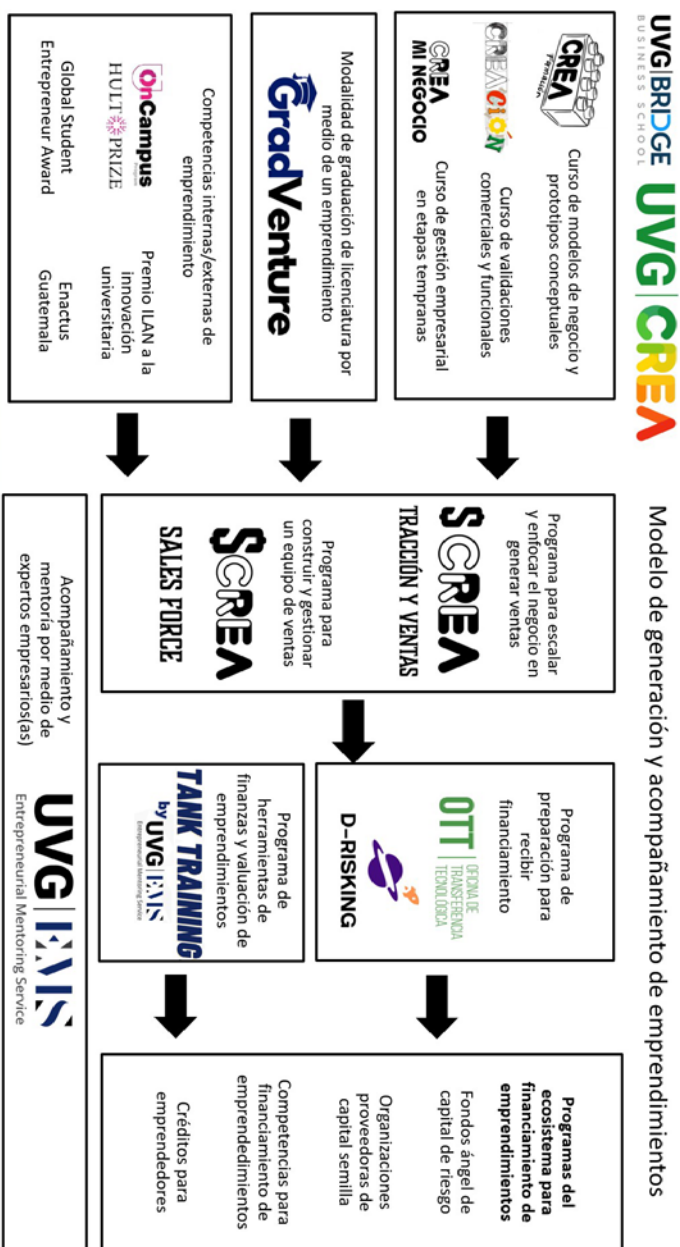 UVG|BRIDGE
BUSINESS SCHOOL
UVG|CREA
Modelo de generación y acompañamiento de emprendimientos
CREA
Formación
Curso de modelos de negocio y
prototipos conceptuales
CREACIÓN
Curso de validaciones
comerciales y funcionales
CREA
MI NEGOCIO
Curso de gestión empresarial
en etapas tempranas
Modalidad de graduación de licenciatura por
medio de un emprendimiento
GradVenture
Competencias internas/externas de
emprendimiento
OnCampus
Program
HULT PRIZE
Premio ILAN a la
innovación
universitaria
Global Student
Entrepreneur Award
Enactus
Guatemala
Programa para escalar
y enfocar el negocio en
generar ventas
$CREA
TRACCIÓN Y VENTAS
Programa para
construir y gestionar
un equipo de ventas
$CREA
SALES FORCE
Programa de
preparación para
recibir
financiamiento
OTT
OFICINA DE
TRANSFERENCIA
TECNOLÓGICA
D-RISKING
Programa de
herramientas de
finanzas y valuación de
emprendimientos
TANK TRAINING
by UVG|EMS
Entrepreneurial Mentoring Service
Programas del
ecosistema para
financiamiento de
emprendimientos
Fondos ángel de
capital de riesgo
Organizaciones
proveedoras de
capital semilla
Competencias para
financiamiento de
emprendedimientos
Créditos para
emprendedores
Acompañamiento y
mentoría por medio de
expertos empresarios(as)
UVG|EMS
Entrepreneurial Mentoring Service